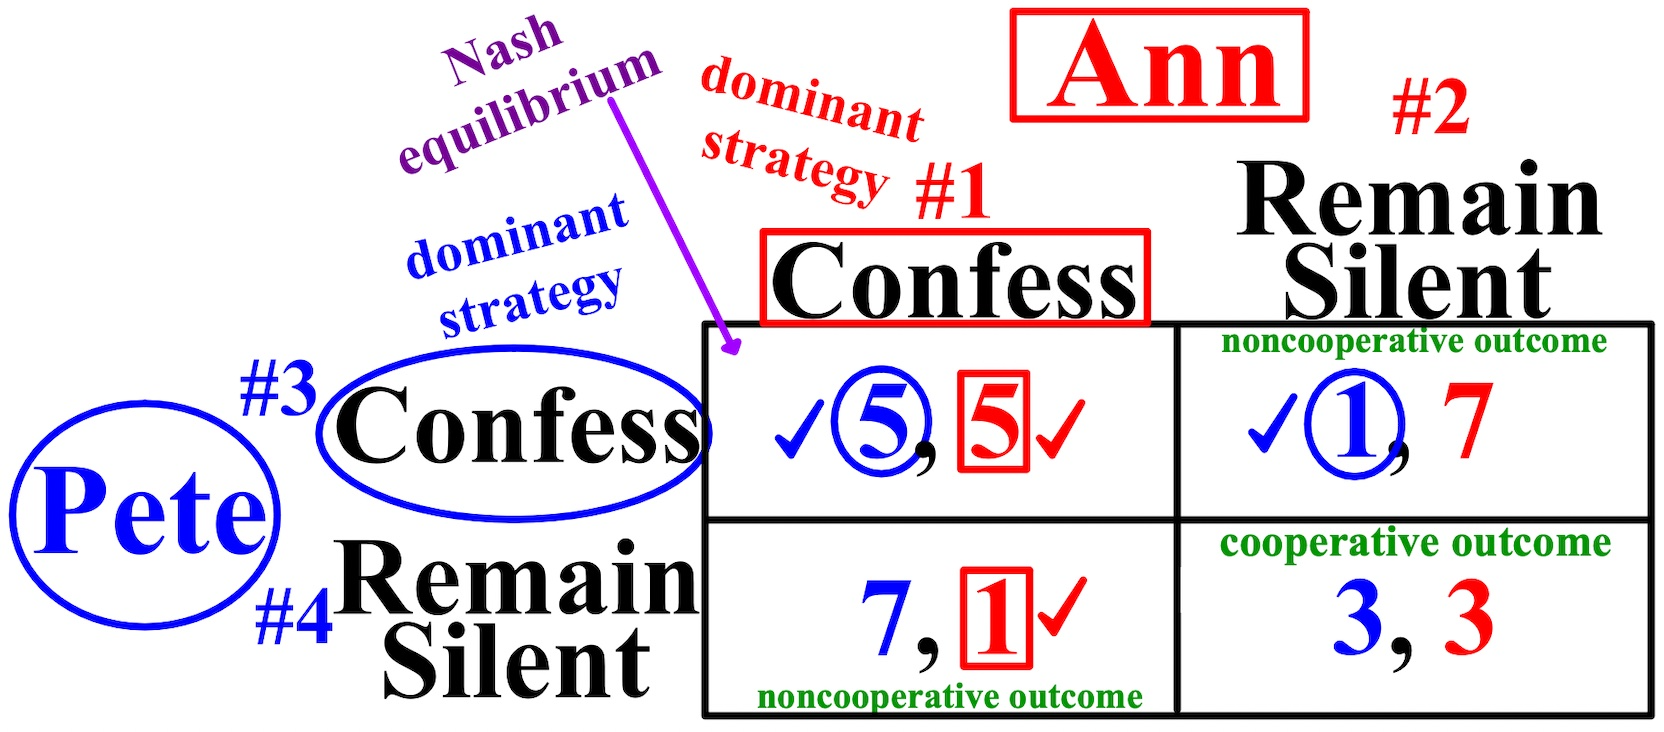 Nash
equilibrium
dominant
strategy
Ann
#1
#2
Confess
Remain
Silent
dominant
strategy
Pete
#3
Confess
✓5, 5✓
noncooperative outcome
✓1, 7
#4
Remain
Silent
7, 1✓
noncooperative outcome
cooperative outcome
3, 3